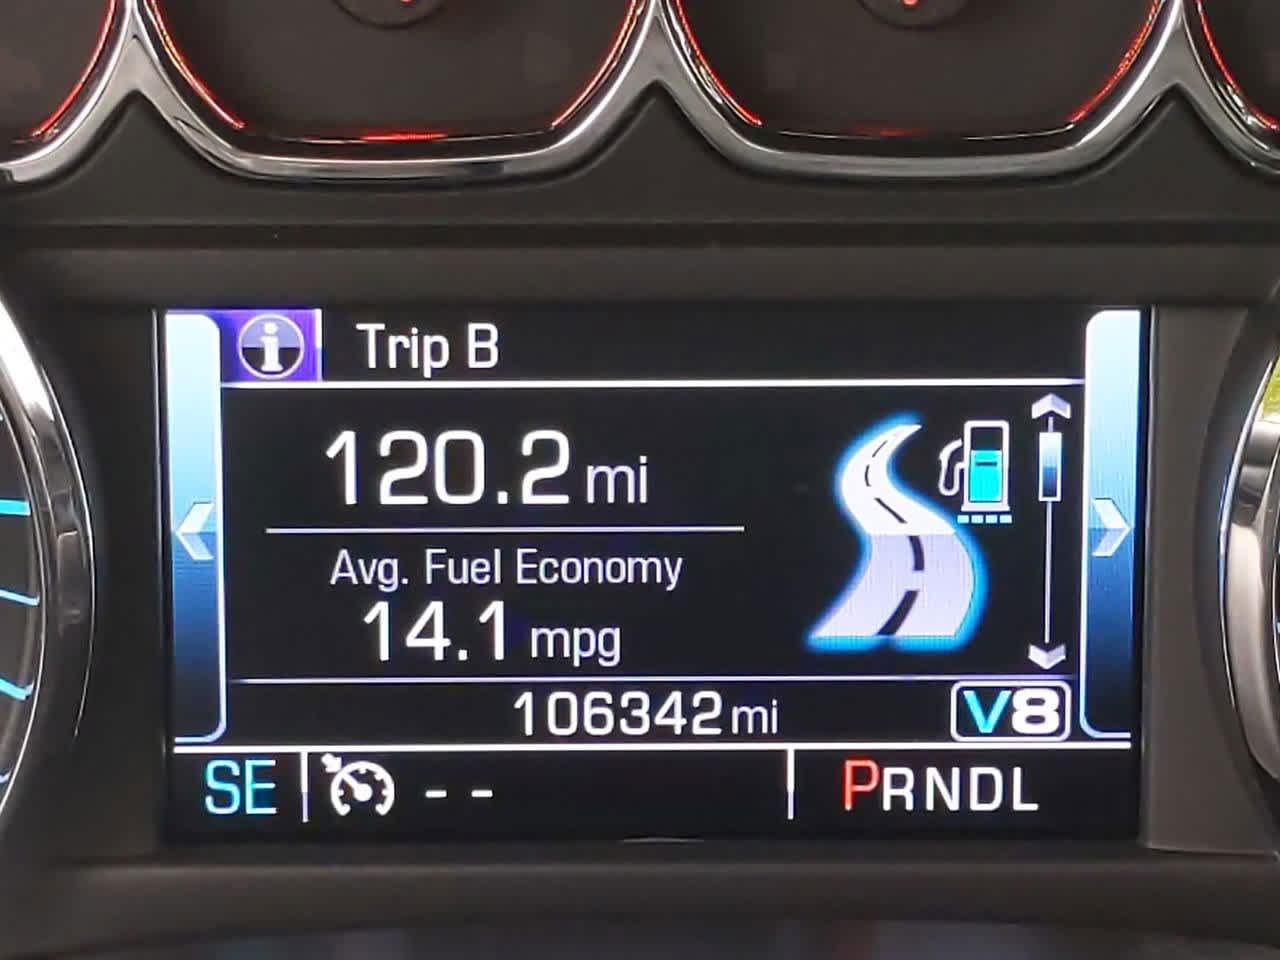 Trip B
120.2 mi
Avg. Fuel Economy
14.1 mpg
106342 mi V8
SE - - PRNDL